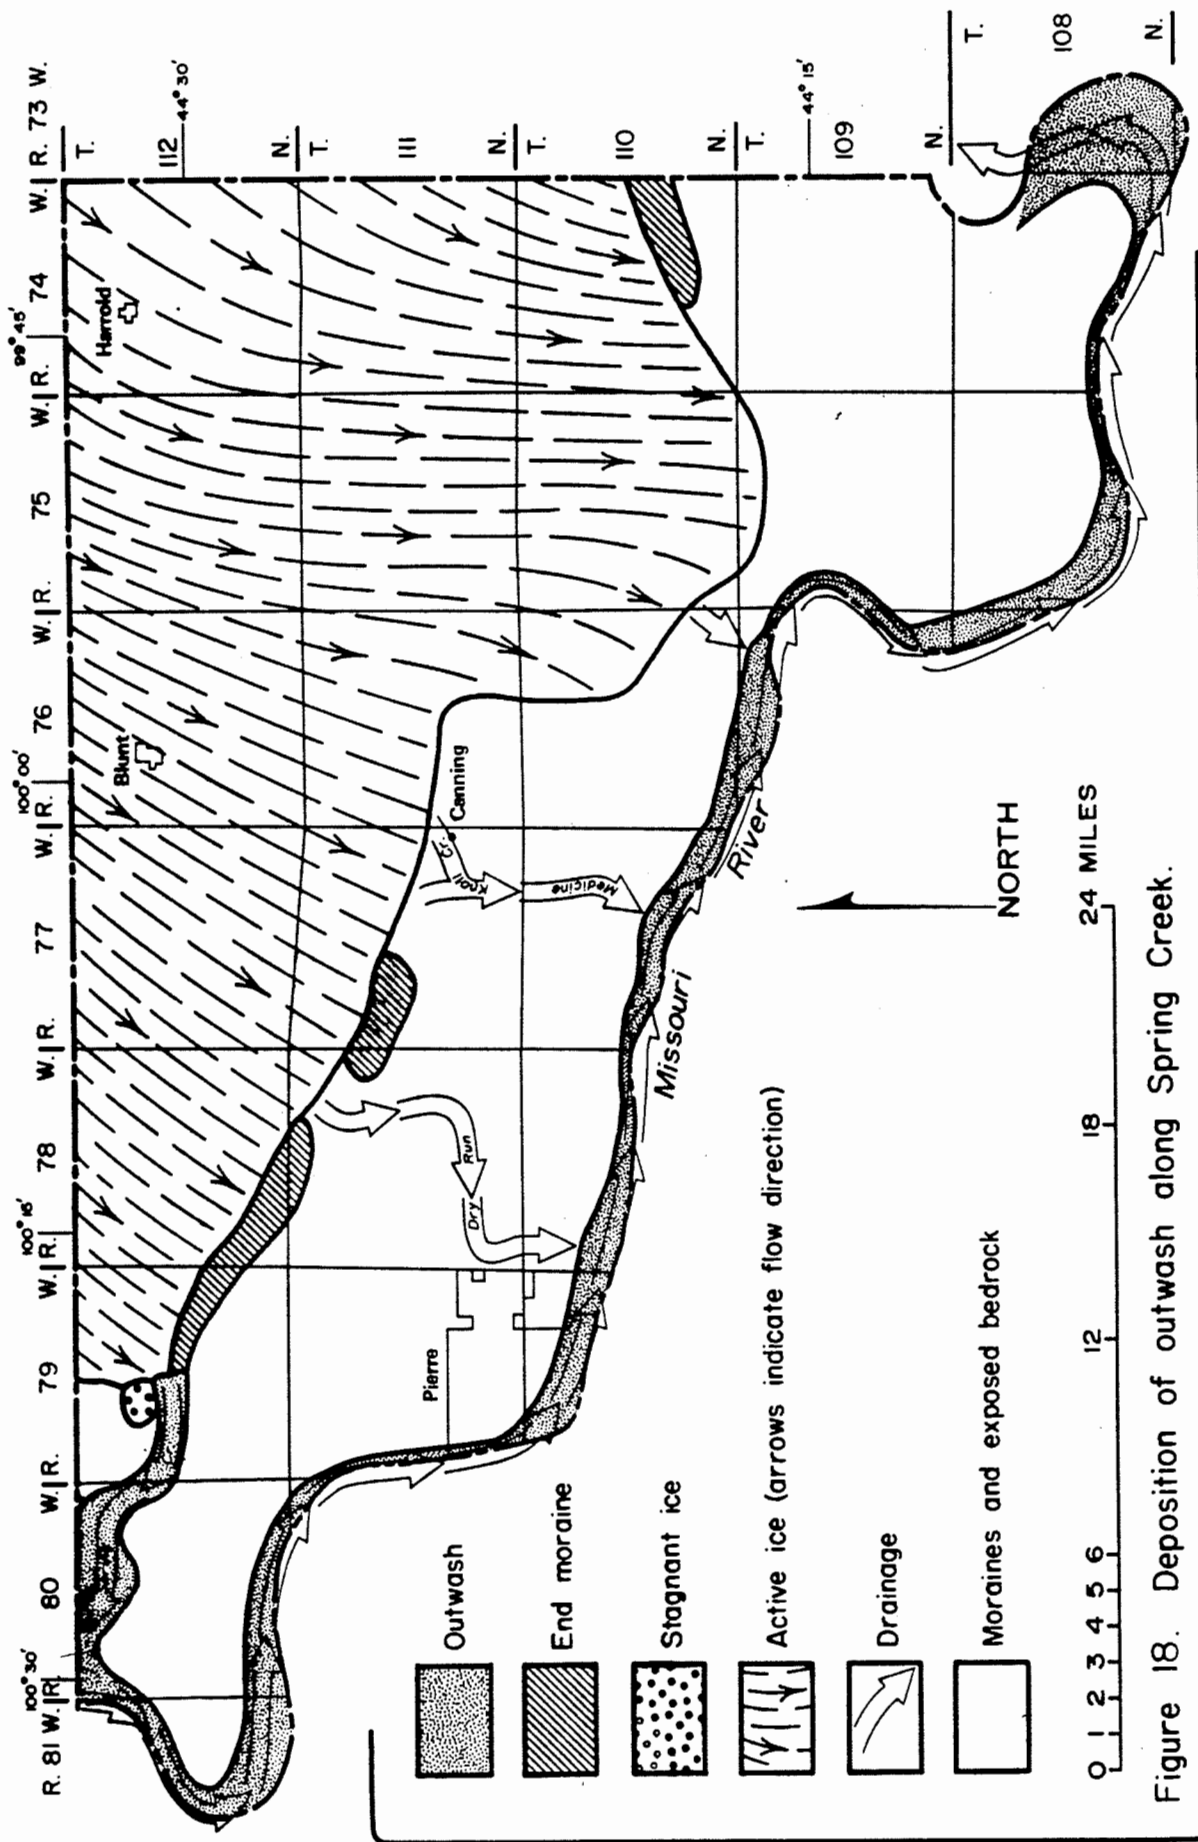 R. 81 W. R. 80 W. R. 79 W. R. 78 W. R. 77 W. R. 76 W. R. 75 W. R. 74 W. R. 73 W.
100° 30'
100° 15'
100° 00'
99° 45'
T.
112
44° 30'
N.
T.
111
N.
T.
110
N.
T.
44° 15'
109
N.
T.
108
N.
Harrold
Blunt
Canning
Knoll Cr.
Medicine
Dry Run
Pierre
Missouri River
NORTH
Outwash
End moraine
Stagnant ice
Active ice (arrows indicate flow direction)
Drainage
Moraines and exposed bedrock
0 1 2 3 4 5 6 12 18 24 MILES
Figure 18. Deposition of outwash along Spring Creek.